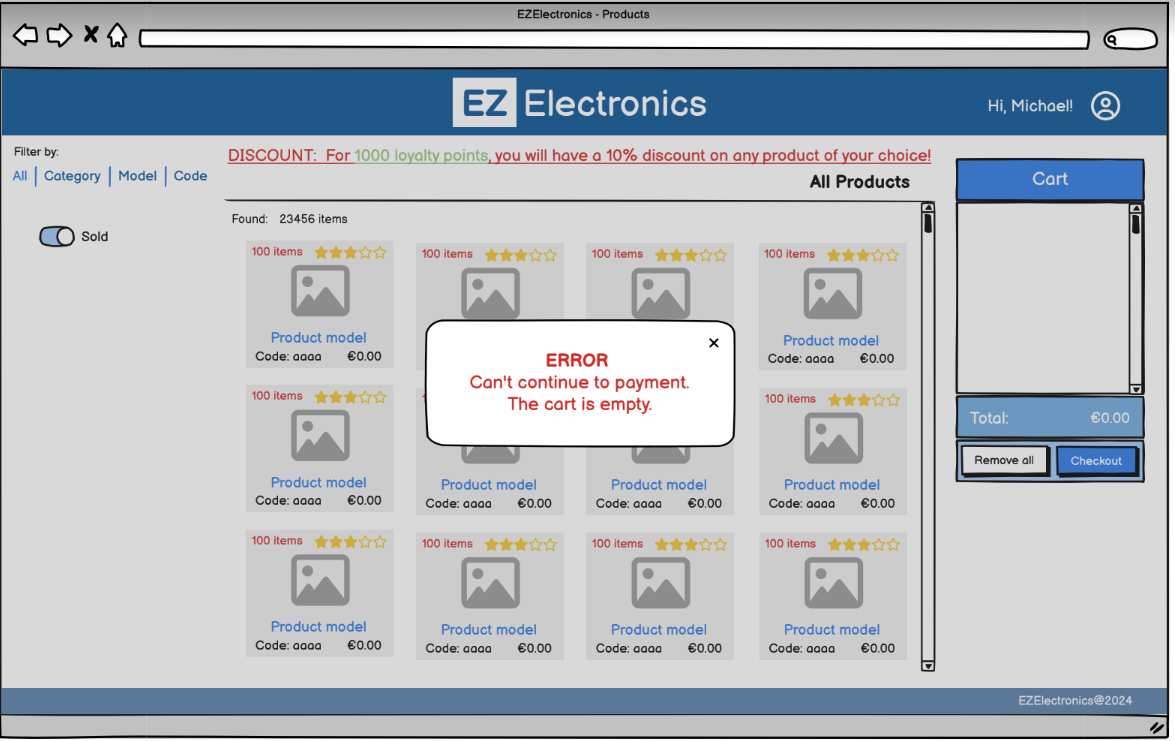 EZElectronics - Products
EZ Electronics
Hi, Michael!
Filter by:
All | Category | Model | Code
Sold
DISCOUNT: For 1000 loyalty points, you will have a 10% discount on any product of your choice!
All Products
Found: 23456 items
100 items
100 items
100 items
100 items
Product model
Product model
Code: aaaa €0.00
Code: aaaa €0.00
ERROR
Can't continue to payment.
The cart is empty.
100 items
100 items
Product model
Product model
Product model
Product model
Code: aaaa €0.00
Code: aaaa €0.00
Code: aaaa €0.00
Code: aaaa €0.00
100 items
100 items
100 items
100 items
Product model
Product model
Product model
Product model
Code: aaaa €0.00
Code: aaaa €0.00
Code: aaaa €0.00
Code: aaaa €0.00
Cart
Total: €0.00
Remove all
Checkout
EZElectronics@2024